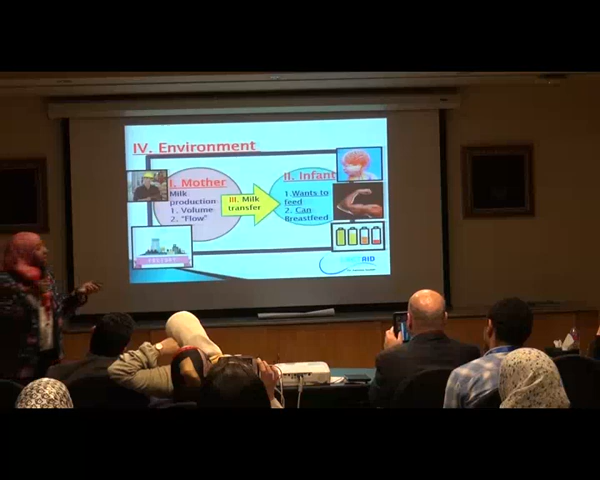 IV. Environment
I. Mother
Milk
production
1. Volume
2. "Flow"
III. Milk
transfer
II. Infant
1. Wants to
feed
2. Can
Breastfeed
FACTORY